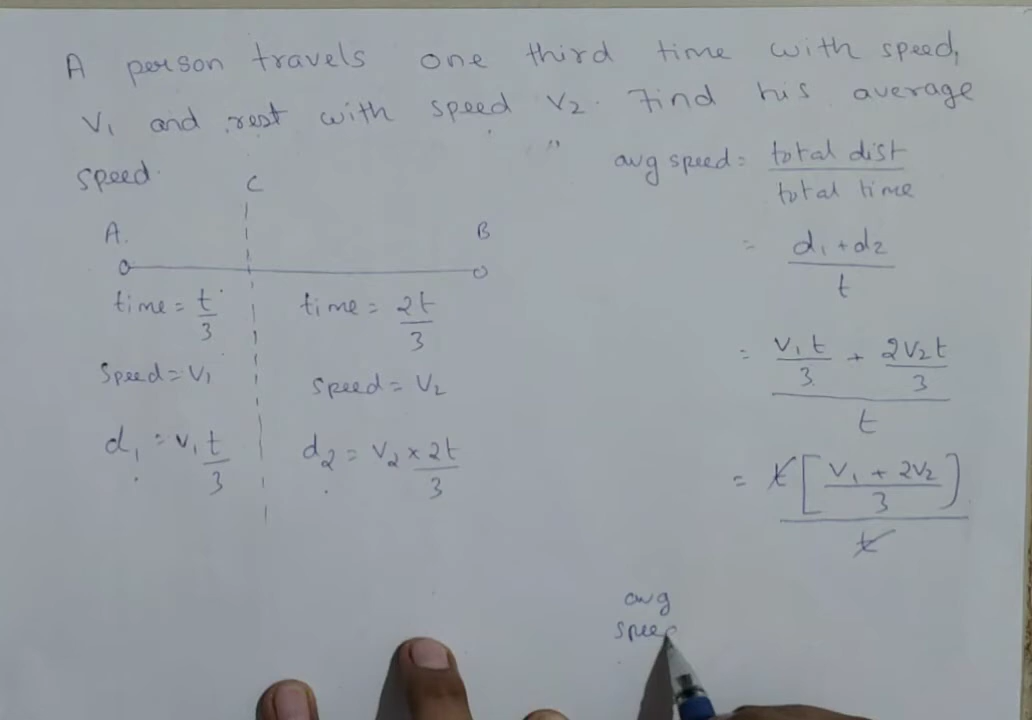 A person travels one third time with speed,
V₁ and rest with speed V₂. Find his average
speed.
C
A.
B
time = t/3
time = 2t/3
Speed = V₁
speed = V₂
d₁ = v₁ t/3
d₂ = V₂ × 2t/3
avg speed = total dist / total time
= d₁ + d₂ / t
= V₁t/3 + 2V₂t/3 / t
= t [V₁ + 2V₂ / 3] / t
avg
speed